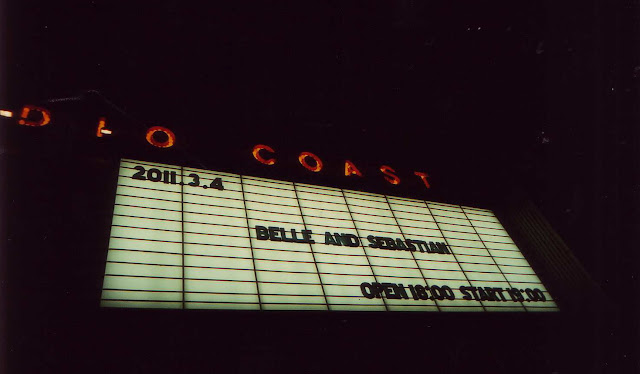 DIO COAST
2011.3.4
BELLE AND SEBASTIAN
OPEN 18:00 START 19:00